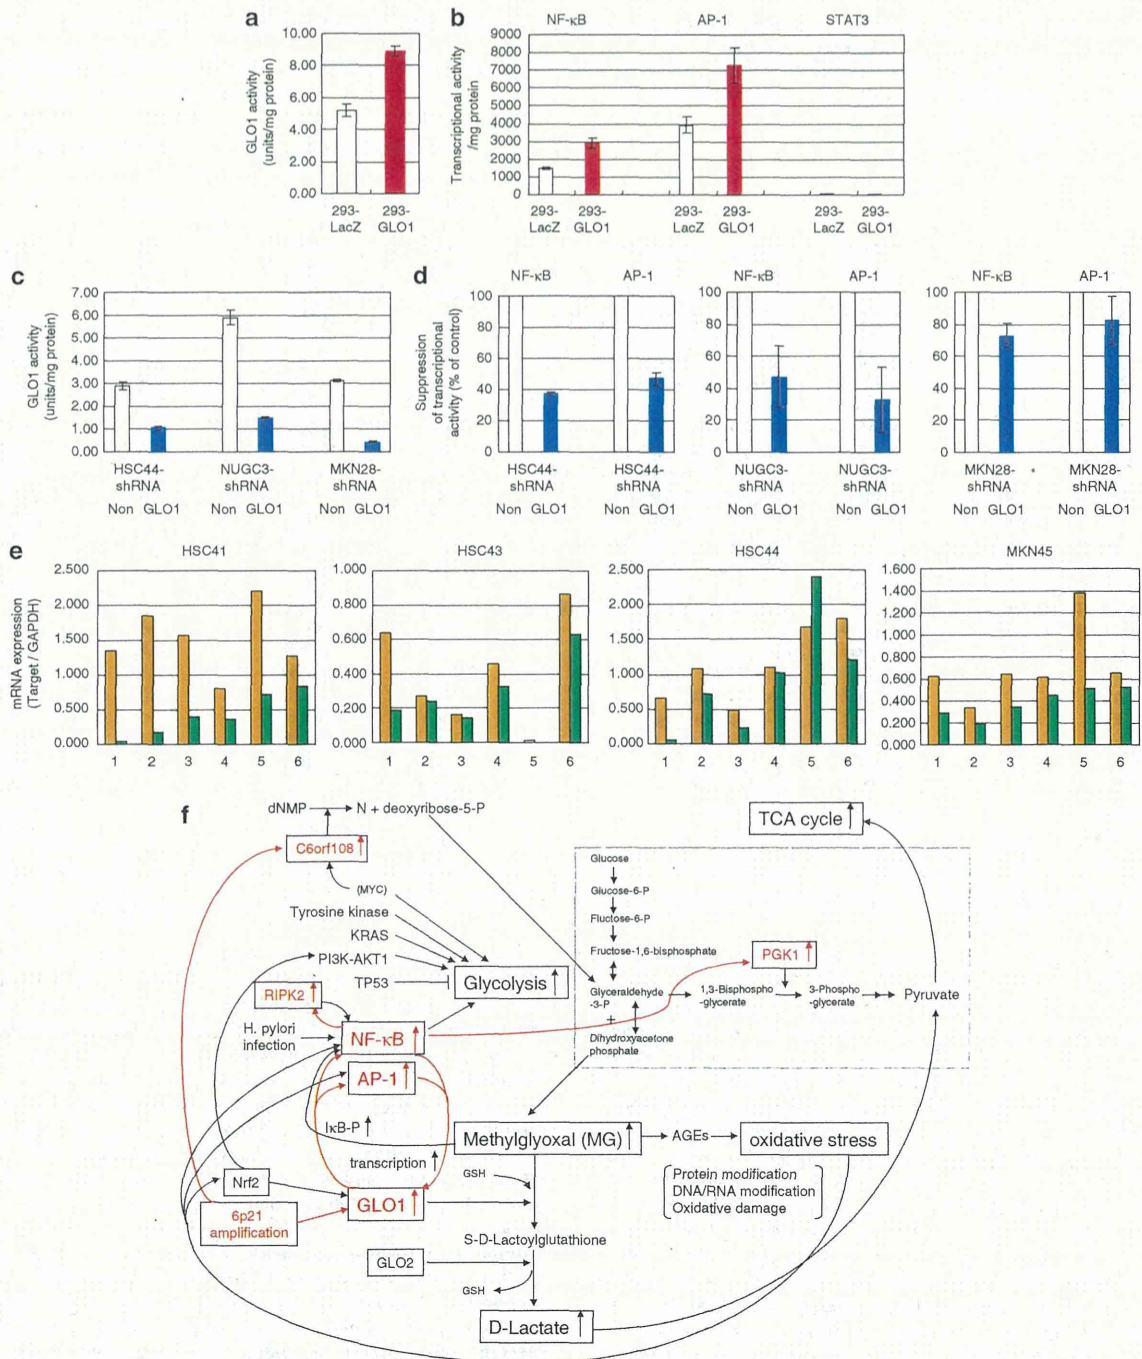 a
GLO1 activity
(units/mg protein)
10.00
8.00
6.00
4.00
2.00
0.00
293-
LacZ
293-
GLO1
b
NF-κB
AP-1
STAT3
Transcriptional activity
/mg protein
9000
8000
7000
6000
5000
4000
3000
2000
1000
0
293-
LacZ
293-
GLO1
293-
LacZ
293-
GLO1
293-
LacZ
293-
GLO1
c
GLO1 activity
(units/mg protein)
7.00
6.00
5.00
4.00
3.00
2.00
1.00
0.00
HSC44-
shRNA
NUGC3-
shRNA
MKN28-
shRNA
Non GLO1
Non GLO1
Non GLO1
d
Suppression
of transcriptional
activity (% of control)
NF-κB
AP-1
100
80
60
40
20
0
HSC44-
shRNA
HSC44-
shRNA
Non GLO1
Non GLO1
NF-κB
AP-1
100
80
60
40
20
0
NUGC3-
shRNA
NUGC3-
shRNA
Non GLO1
Non GLO1
NF-κB
AP-1
100
80
60
40
20
0
MKN28-
shRNA
MKN28-
shRNA
Non GLO1
Non GLO1
e
mRNA expression
(Target / GAPDH)
HSC41
2.500
2.000
1.500
1.000
0.500
0.000
1 2 3 4 5 6
HSC43
1.000
0.800
0.600
0.400
0.200
0.000
1 2 3 4 5 6
HSC44
2.500
2.000
1.500
1.000
0.500
0.000
1 2 3 4 5 6
MKN45
1.600
1.400
1.200
1.000
0.800
0.600
0.400
0.200
0.000
1 2 3 4 5 6
f
dNMP
N + deoxyribose-5-P
C6orf108
(MYC)
Tyrosine kinase
KRAS
PI3K-AKT1
TP53
Glycolysis
RIPK2
H. pylori
infection
NF-κB
AP-1
IκB-P
transcription
Nrf2
GLO1
6p21
amplification
TCA cycle
Glucose
Glucose-6-P
Fluctose-6-P
Fructose-1,6-bisphosphate
Glyceraldehyde
-3-P
+
Dihydroxyacetone
phosphate
PGK1
1,3-Bisphospho
-glycerate
3-Phospho
-glycerate
Pyruvate
Methylglyoxal (MG)
AGEs
oxidative stress
Protein modification
DNA/RNA modification
Oxidative damage
GSH
S-D-Lactoylglutathione
GLO2
GSH
D-Lactate